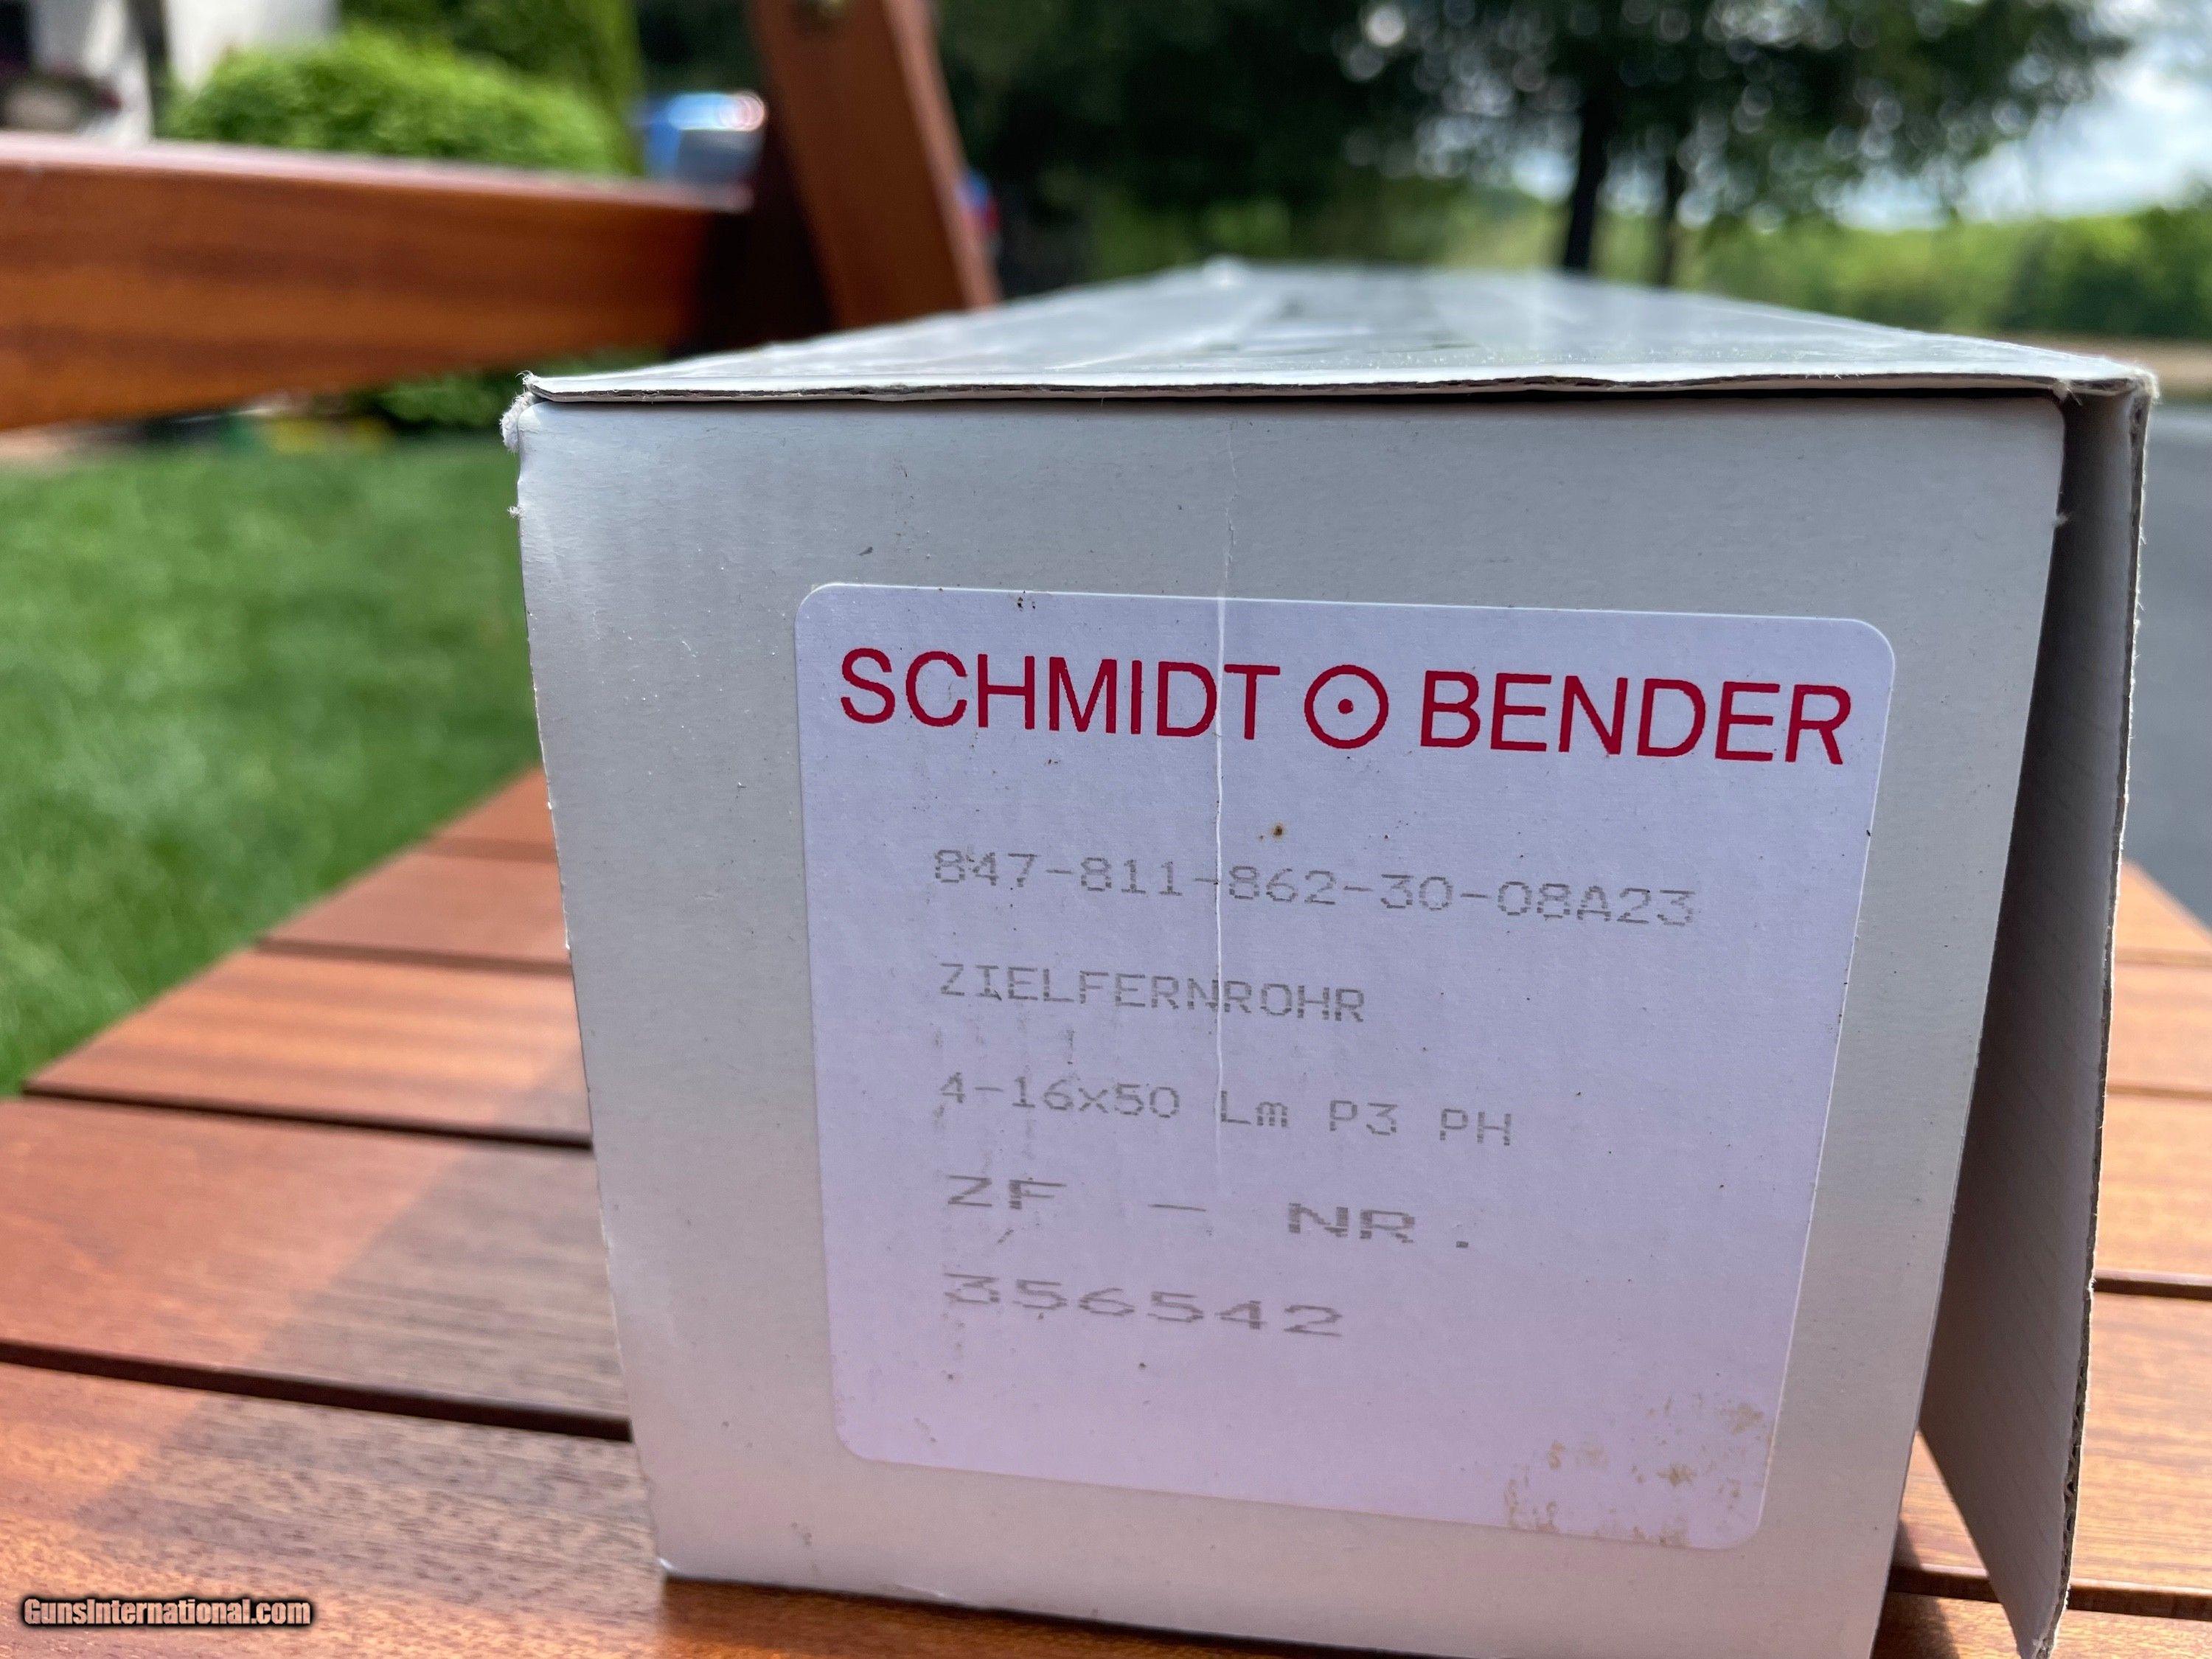 SCHMIDT BENDER
847-811-862-30-08A23
ZIELFERNROHR
4-16x50 Lm P3 PH
ZF - NR.
356542
GunsInternational.com